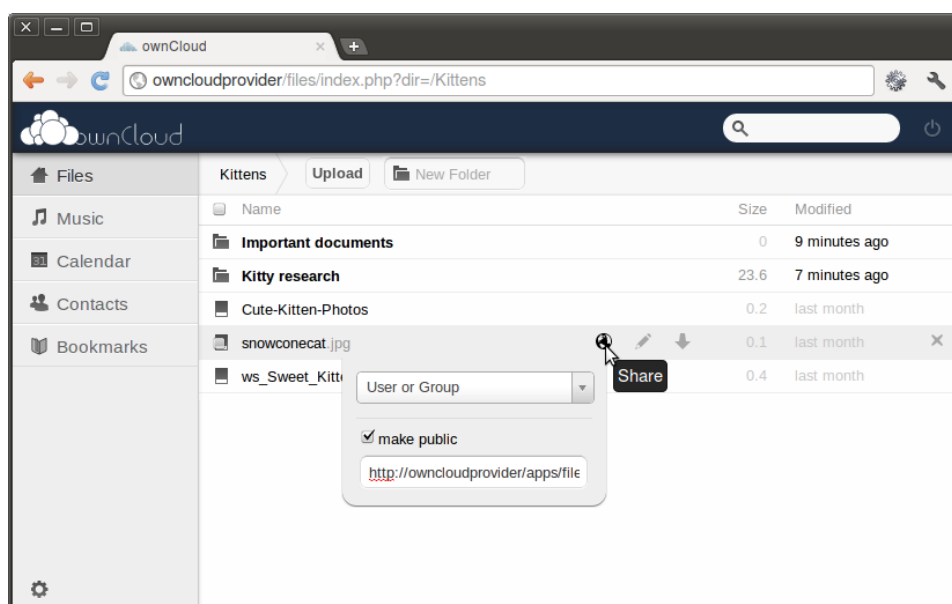 ownCloud
owncloudprovider/files/index.php?dir=/Kittens
ownCloud
Files
Music
31 Calendar
Contacts
Bookmarks
Kittens Upload New Folder
Name Size Modified
Important documents 0 9 minutes ago
Kitty research 23.6 7 minutes ago
Cute-Kitten-Photos 0.2 last month
snowconecat.jpg 0.1 last month
Share
ws_Sweet_Kitt 0.4 last month
User or Group
make public
http://owncloudprovider/apps/file